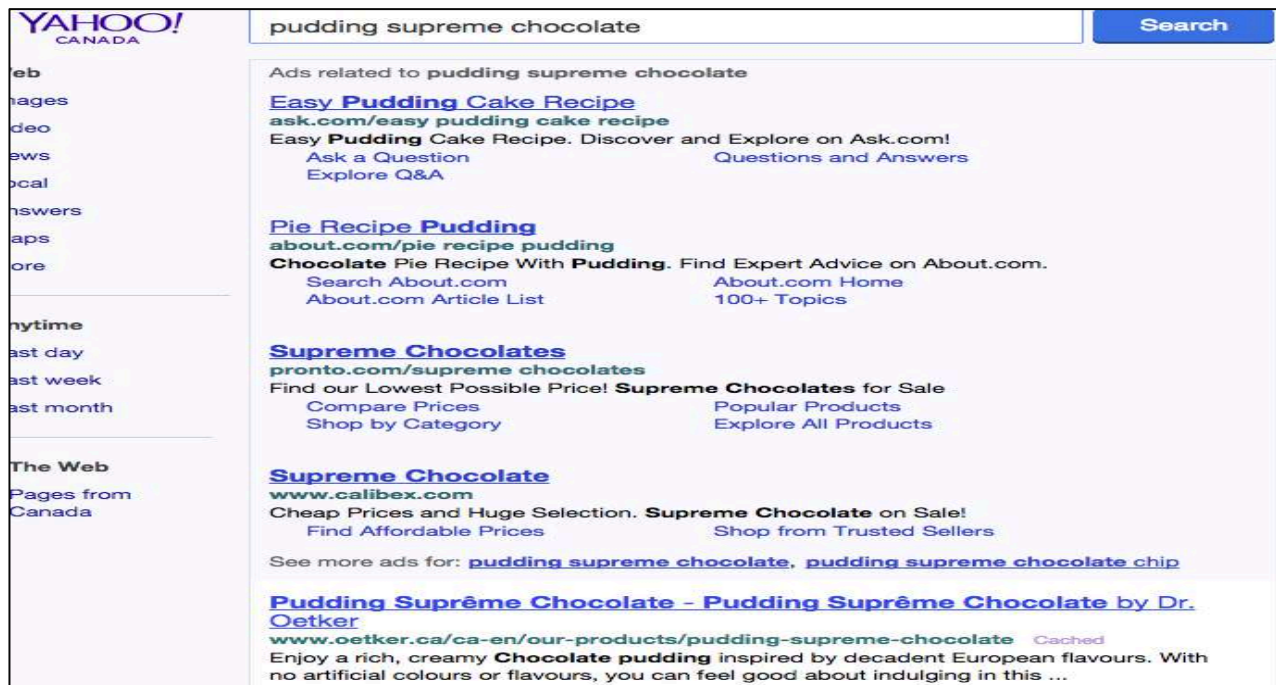 YAHOO!
CANADA
pudding supreme chocolate
Search
eb
ages
deo
ews
cal
nswers
aps
ore
nytime
ast day
ast week
ast month
The Web
Pages from
Canada
Ads related to pudding supreme chocolate
Easy Pudding Cake Recipe
ask.com/easy pudding cake recipe
Easy Pudding Cake Recipe. Discover and Explore on Ask.com!
Ask a Question Questions and Answers
Explore Q&A
Pie Recipe Pudding
about.com/pie recipe pudding
Chocolate Pie Recipe With Pudding. Find Expert Advice on About.com.
Search About.com About.com Home
About.com Article List 100+ Topics
Supreme Chocolates
pronto.com/supreme chocolates
Find our Lowest Possible Price! Supreme Chocolates for Sale
Compare Prices Popular Products
Shop by Category Explore All Products
Supreme Chocolate
www.calibex.com
Cheap Prices and Huge Selection. Supreme Chocolate on Sale!
Find Affordable Prices Shop from Trusted Sellers
See more ads for: pudding supreme chocolate, pudding supreme chocolate chip
Pudding Suprême Chocolate - Pudding Suprême Chocolate by Dr.
Oetker
www.oetker.ca/ca-en/our-products/pudding-supreme-chocolate Cached
Enjoy a rich, creamy Chocolate pudding inspired by decadent European flavours. With
no artificial colours or flavours, you can feel good about indulging in this ...